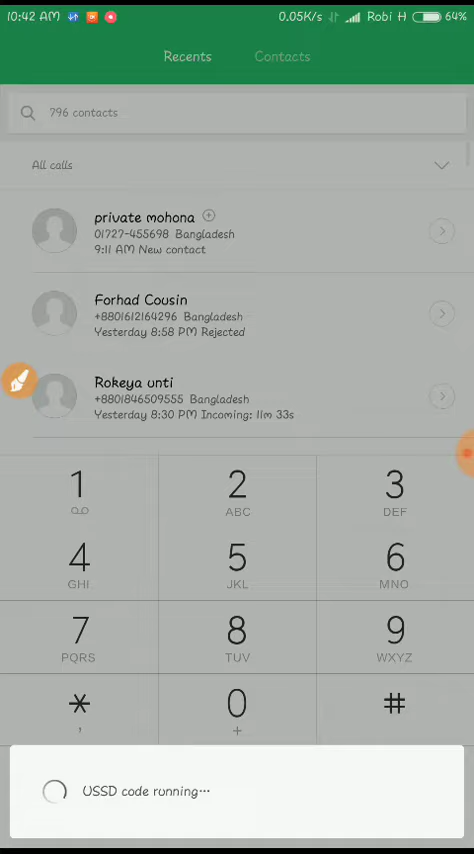 10:42 AM 0.05K/s Robi H 64%
Recents Contacts
796 contacts
All calls
private mohona
01727-455698 Bangladesh
9:11 AM New contact
Forhad Cousin
+8801612164296 Bangladesh
Yesterday 8:58 PM Rejected
Rokeya unti
+8801846509555 Bangladesh
Yesterday 8:30 PM Incoming: 11m 33s
1 2 3
ABC DEF
4 5 6
GHI JKL MNO
7 8 9
PQRS TUV WXYZ
* 0 #
, +
USSD code running...